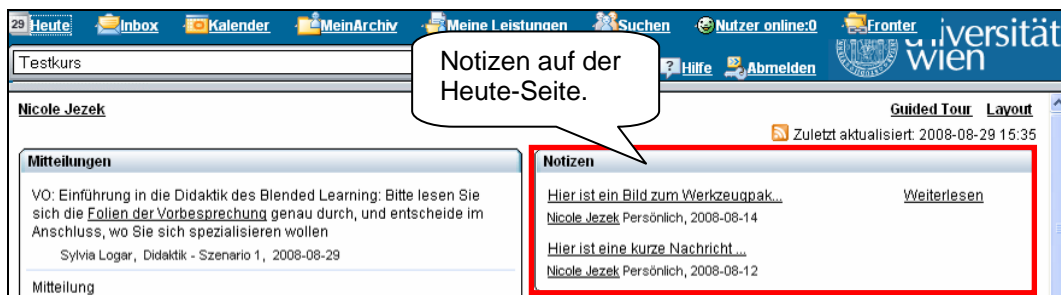 29 Heute Inbox Kalender MeinArchiv Meine Leistungen Suchen Nutzer online:0 Fronter
Testkurs
Hilfe Abmelden
universität
wien
Notizen auf der
Heute-Seite.
Nicole Jezek
Guided Tour Layout
Zuletzt aktualisiert: 2008-08-29 15:35
Mitteilungen
VO: Einführung in die Didaktik des Blended Learning: Bitte lesen Sie
sich die Folien der Vorbesprechung genau durch, und entscheide im
Anschluss, wo Sie sich spezialisieren wollen
Sylvia Logar, Didaktik - Szenario 1, 2008-08-29
Mitteilung
Notizen
Hier ist ein Bild zum Werkzeugpak... Weiterlesen
Nicole Jezek Persönlich, 2008-08-14
Hier ist eine kurze Nachricht ...
Nicole Jezek Persönlich, 2008-08-12